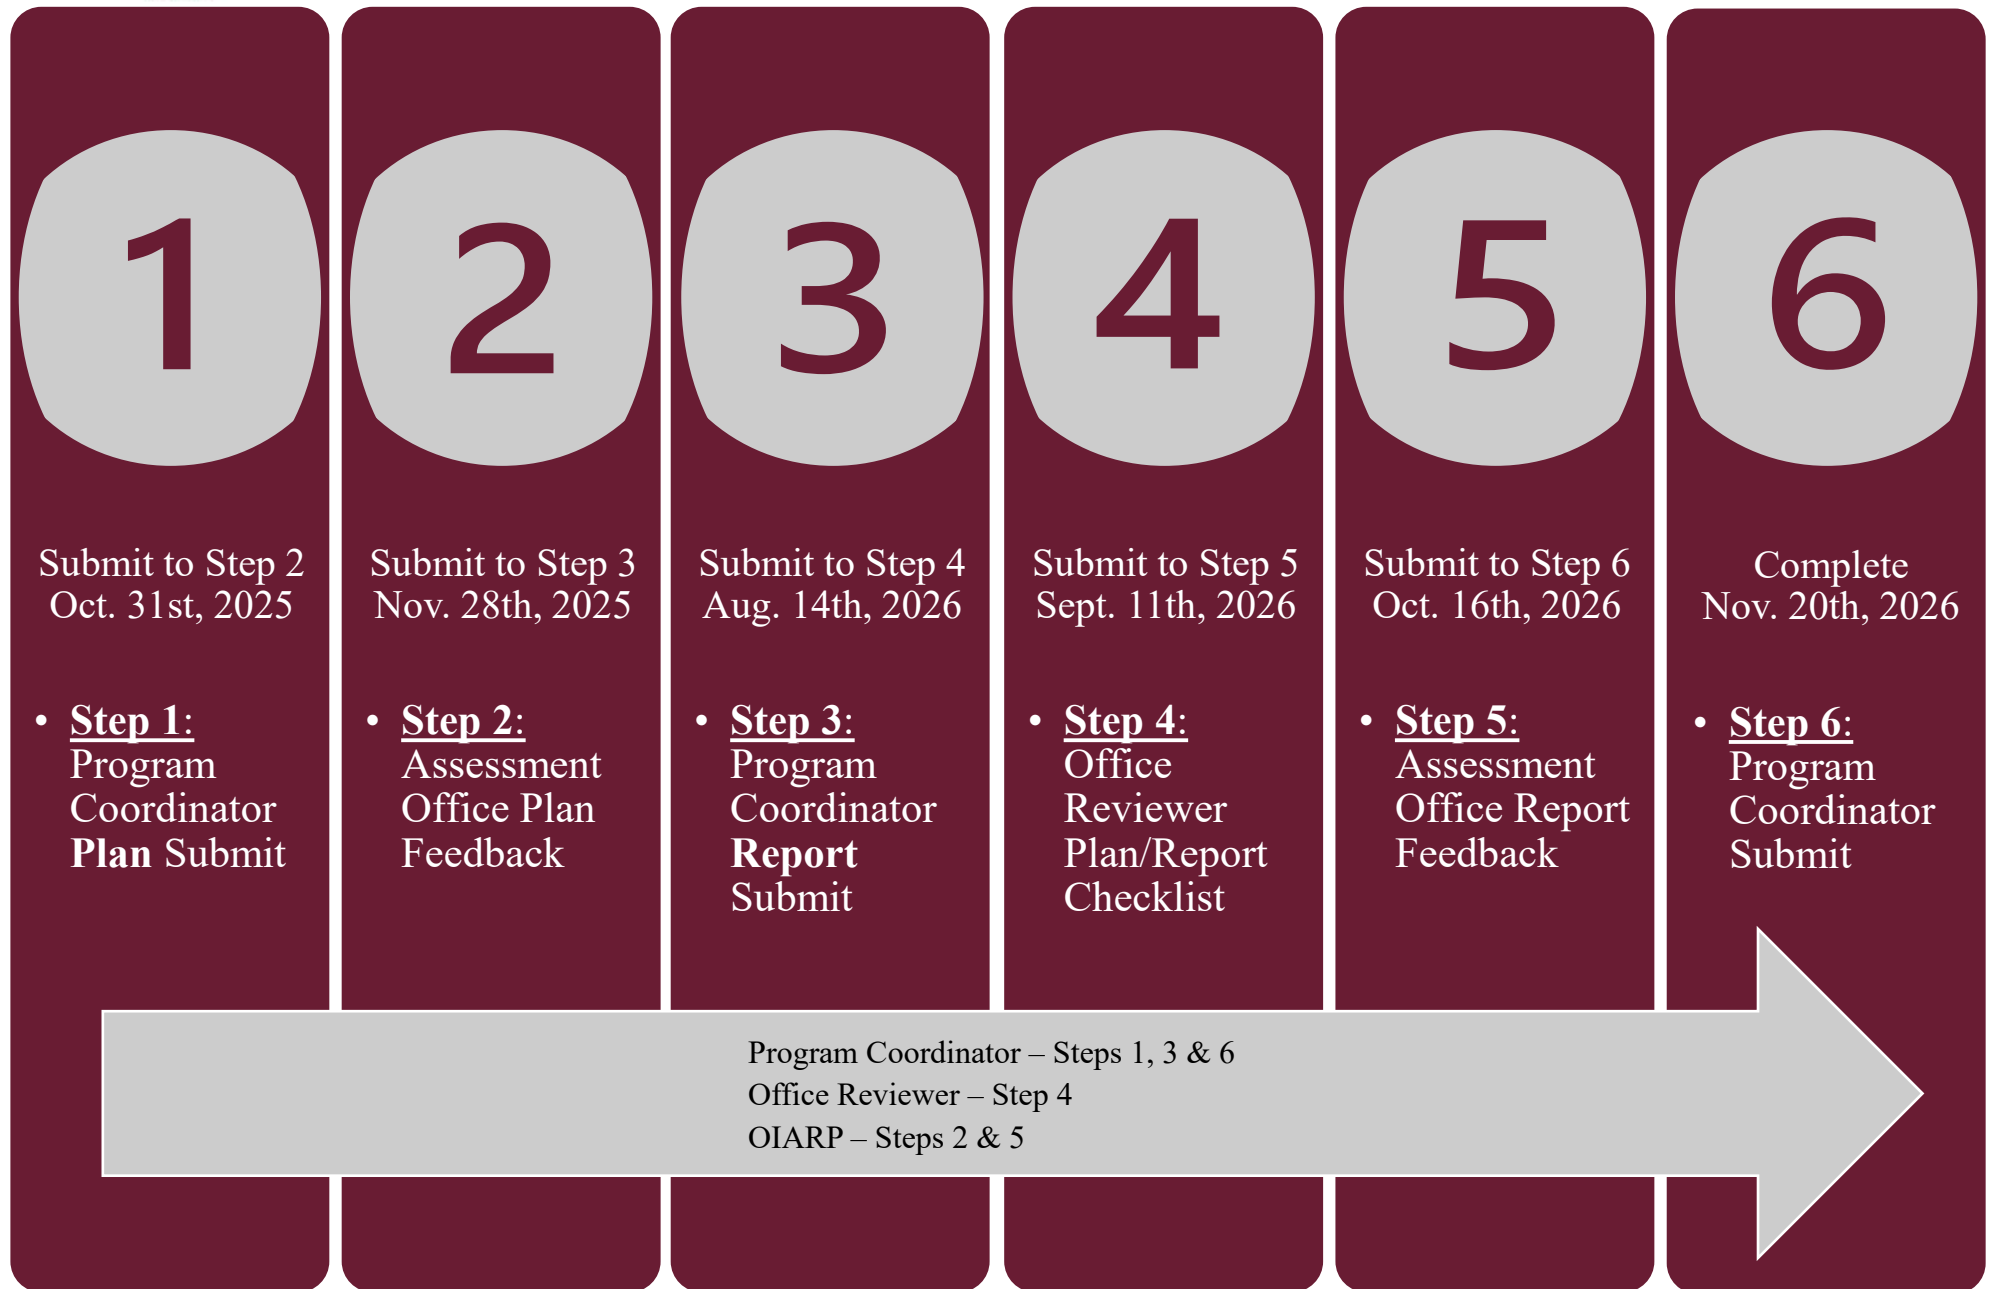 1
Submit to Step 2
Oct. 31st, 2025
• Step 1:
Program
Coordinator
Plan Submit
2
Submit to Step 3
Nov. 28th, 2025
• Step 2:
Assessment
Office Plan
Feedback
3
Submit to Step 4
Aug. 14th, 2026
• Step 3:
Program
Coordinator
Report
Submit
4
Submit to Step 5
Sept. 11th, 2026
• Step 4:
Office
Reviewer
Plan/Report
Checklist
5
Submit to Step 6
Oct. 16th, 2026
• Step 5:
Assessment
Office Report
Feedback
6
Complete
Nov. 20th, 2026
• Step 6:
Program
Coordinator
Submit
Program Coordinator – Steps 1, 3 & 6
Office Reviewer – Step 4
OIARP – Steps 2 & 5